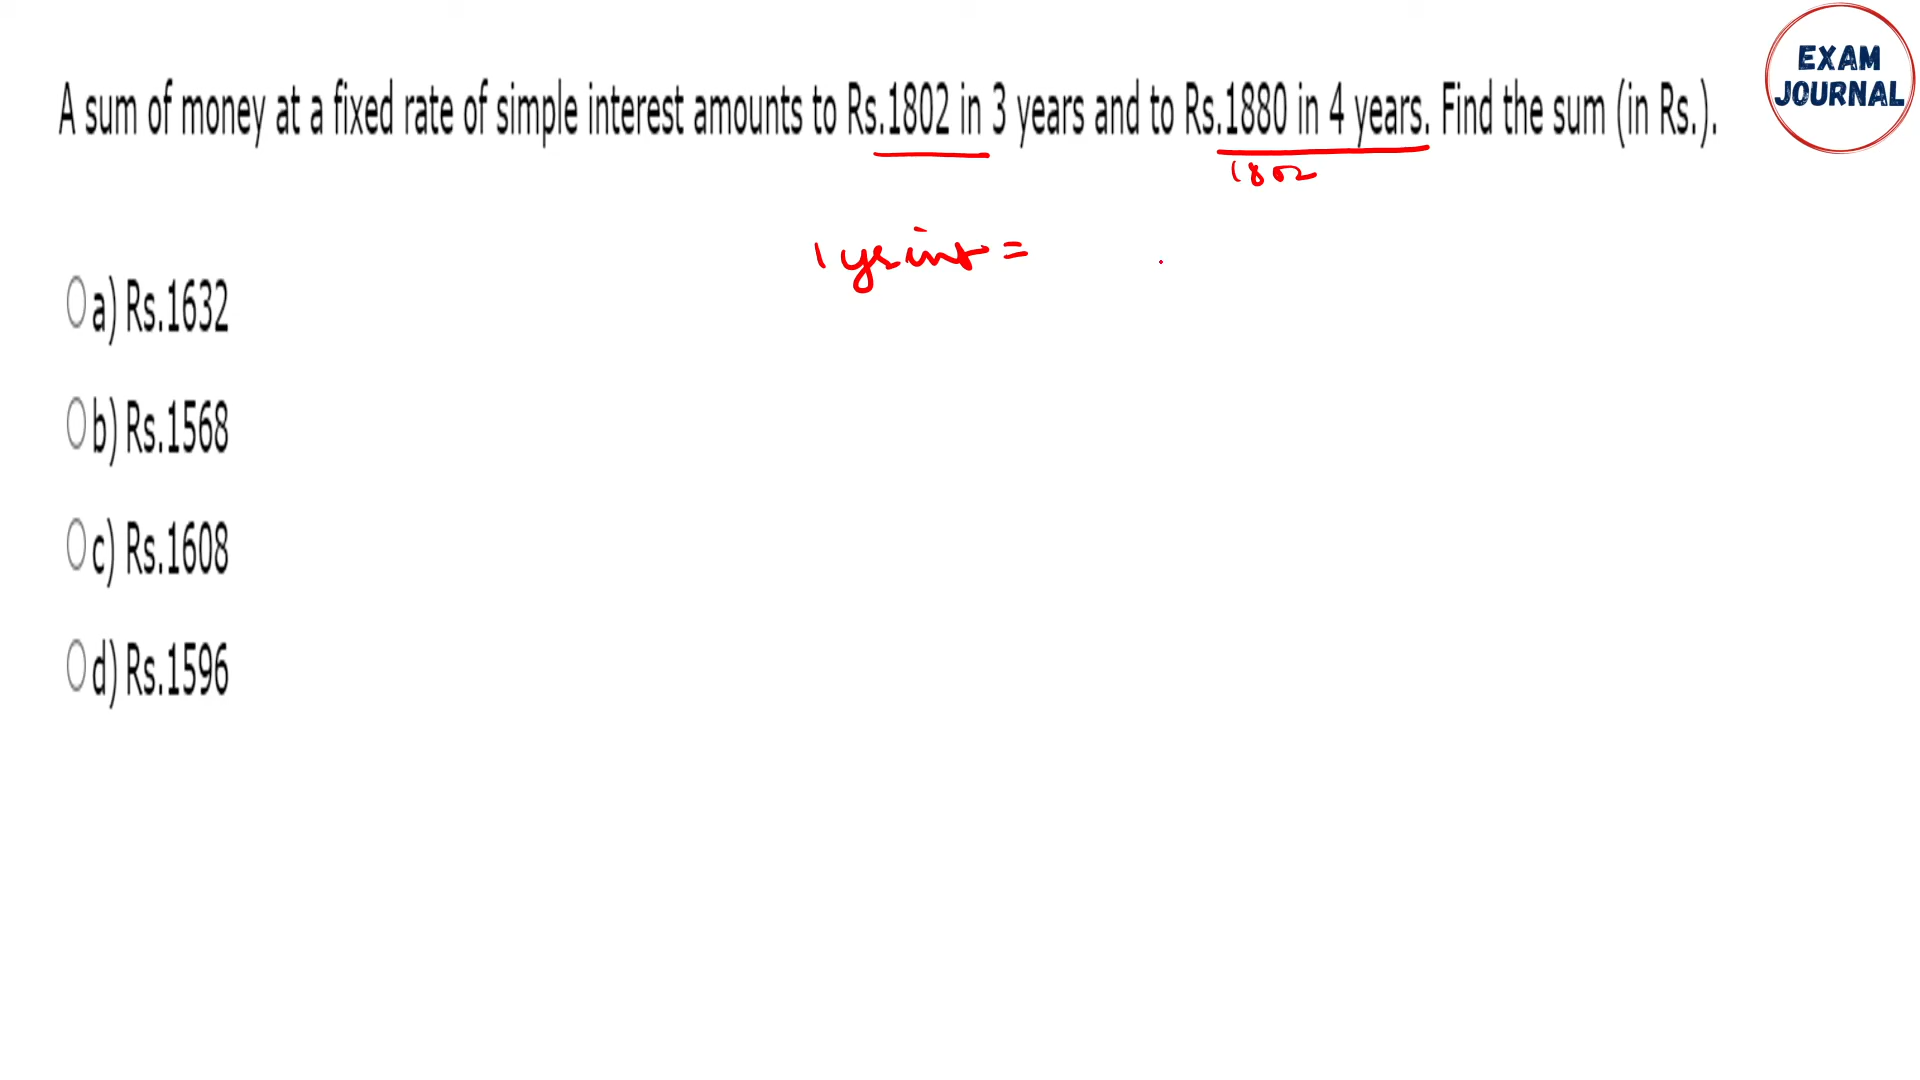 EXAM
JOURNAL
A sum of money at a fixed rate of simple interest amounts to Rs.1802 in 3 years and to Rs.1880 in 4 years. Find the sum (in Rs.).
1802
1 yr int =
a) Rs.1632
b) Rs.1568
c) Rs.1608
d) Rs.1596